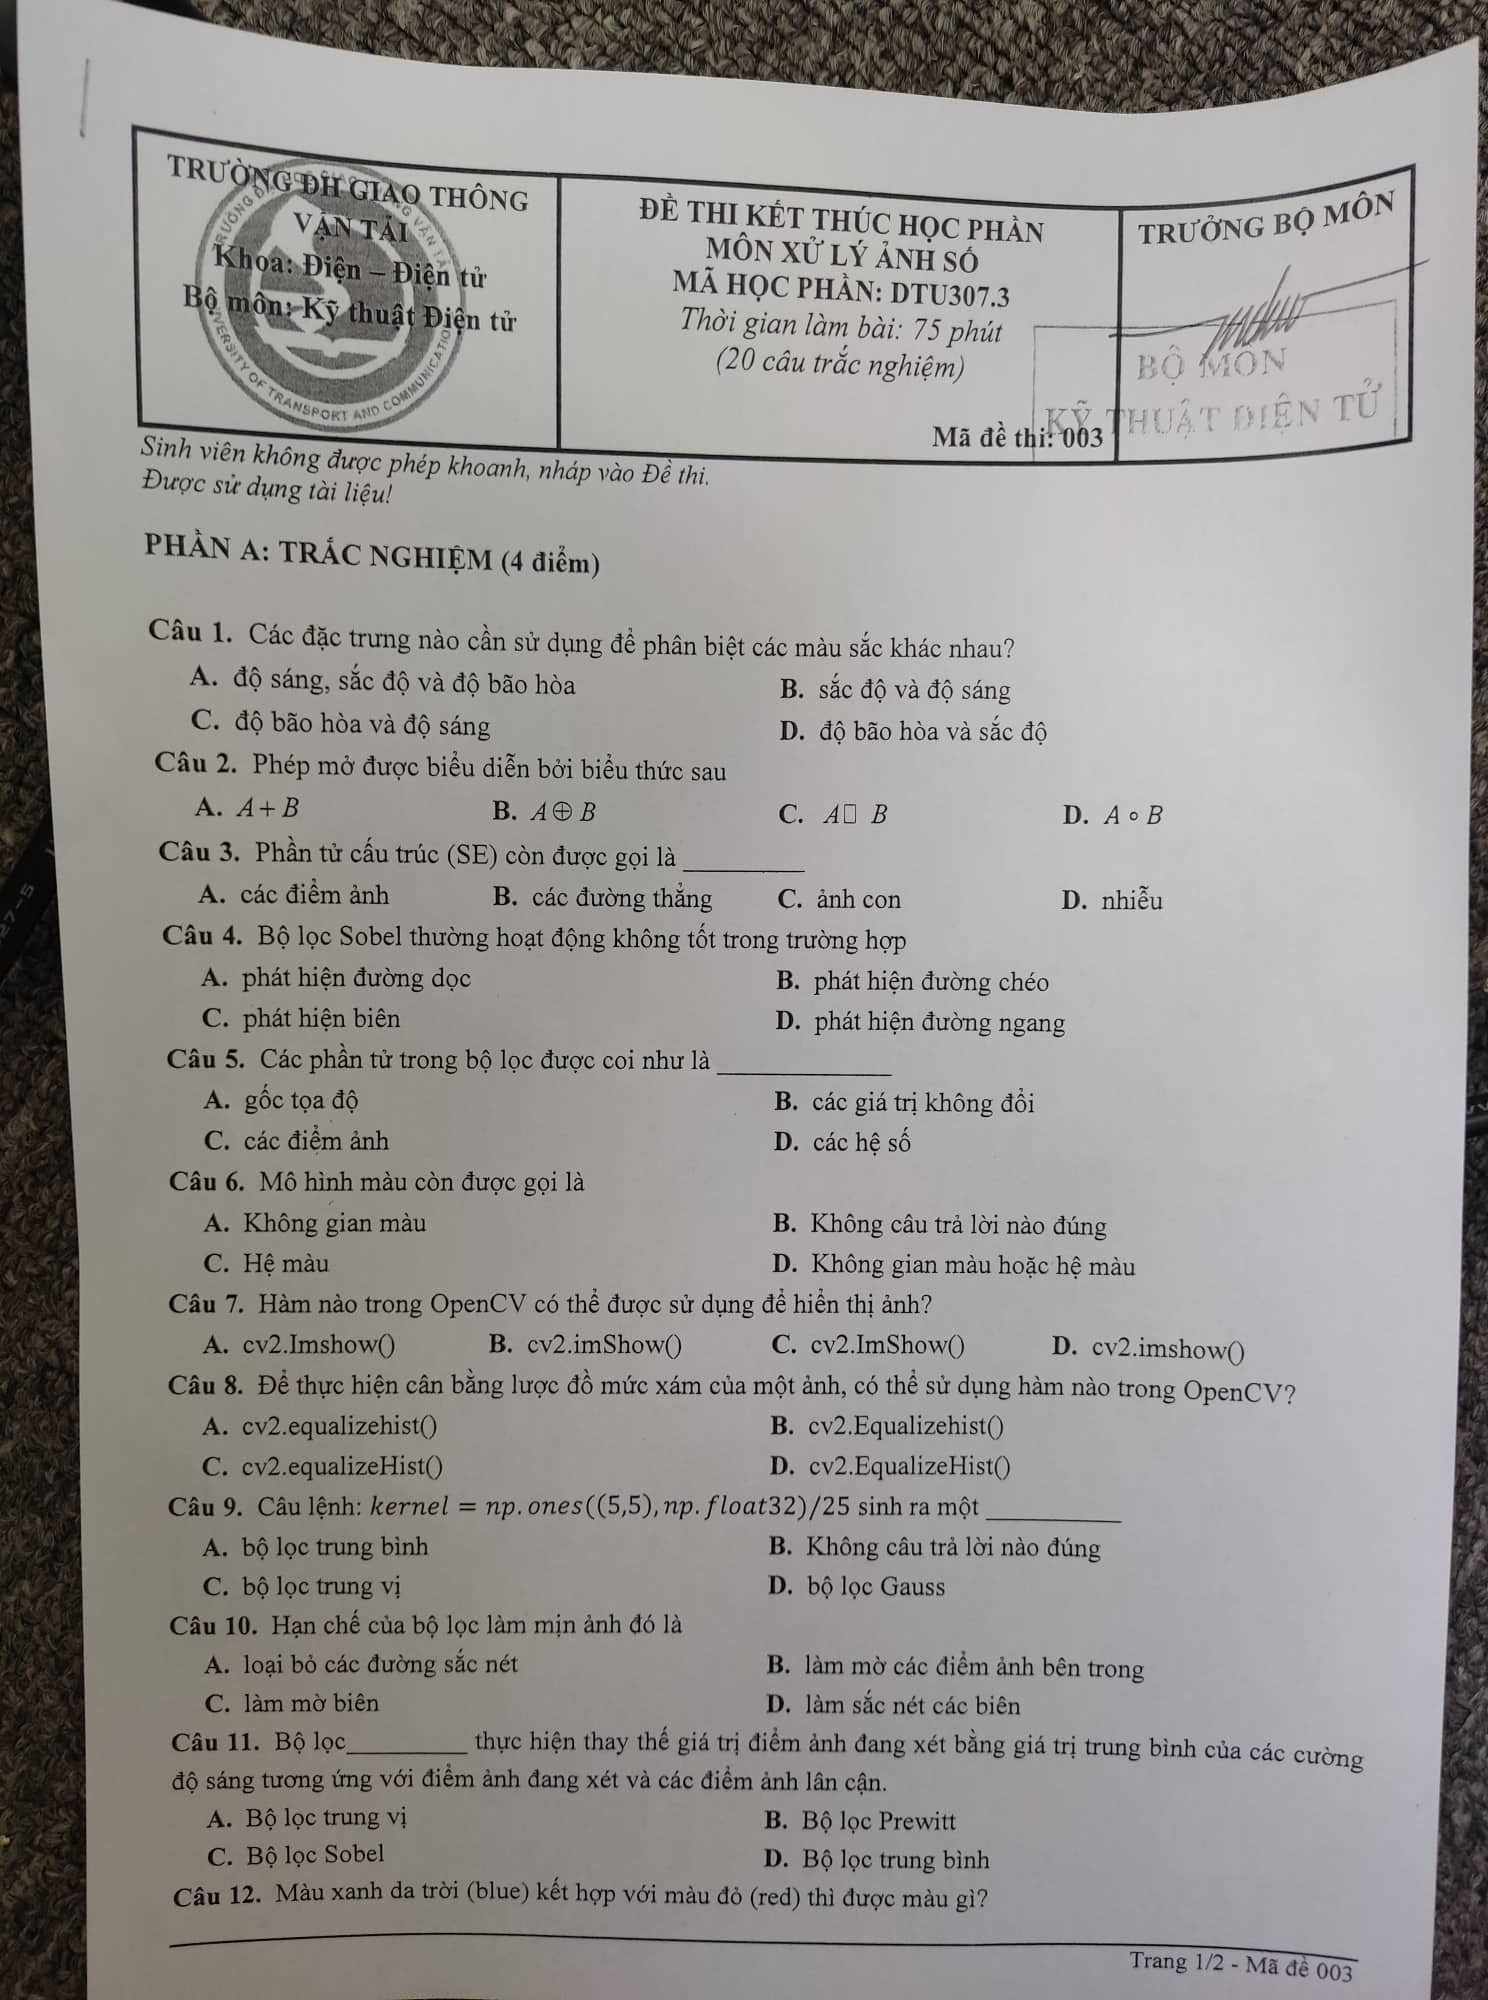 TRƯỜNG ĐH GIAO THÔNG
VẬN TẢI
Khoa: Điện – Điện tử
Bộ môn: Kỹ thuật Điện tử
ĐỀ THI KẾT THÚC HỌC PHẦN
MÔN XỬ LÝ ẢNH SỐ
MÃ HỌC PHẦN: DTU307.3
Thời gian làm bài: 75 phút
(20 câu trắc nghiệm)
Mã đề thi: 003
TRƯỞNG BỘ MÔN
BỘ MÔN
KỸ THUẬT ĐIỆN TỬ
UNIVERSITY OF TRANSPORT AND COMMUNICATIONS
Sinh viên không được phép khoanh, nháp vào Đề thi.
Được sử dụng tài liệu!
PHẦN A: TRẮC NGHIỆM (4 điểm)
Câu 1. Các đặc trưng nào cần sử dụng để phân biệt các màu sắc khác nhau?
A. độ sáng, sắc độ và độ bão hòa B. sắc độ và độ sáng
C. độ bão hòa và độ sáng D. độ bão hòa và sắc độ
Câu 2. Phép mở được biểu diễn bởi biểu thức sau
A. A + B B. A ⊕ B C. A□ B D. A ∘ B
Câu 3. Phần tử cấu trúc (SE) còn được gọi là __________
A. các điểm ảnh B. các đường thẳng C. ảnh con D. nhiễu
Câu 4. Bộ lọc Sobel thường hoạt động không tốt trong trường hợp
A. phát hiện đường dọc B. phát hiện đường chéo
C. phát hiện biên D. phát hiện đường ngang
Câu 5. Các phần tử trong bộ lọc được coi như là ______________
A. gốc tọa độ B. các giá trị không đổi
C. các điểm ảnh D. các hệ số
Câu 6. Mô hình màu còn được gọi là
A. Không gian màu B. Không câu trả lời nào đúng
C. Hệ màu D. Không gian màu hoặc hệ màu
Câu 7. Hàm nào trong OpenCV có thể được sử dụng để hiển thị ảnh?
A. cv2.Imshow() B. cv2.imShow() C. cv2.ImShow() D. cv2.imshow()
Câu 8. Để thực hiện cân bằng lược đồ mức xám của một ảnh, có thể sử dụng hàm nào trong OpenCV?
A. cv2.equalizehist() B. cv2.Equalizehist()
C. cv2.equalizeHist() D. cv2.EqualizeHist()
Câu 9. Câu lệnh: kernel = np.ones((5,5),np.float32)/25 sinh ra một ___________
A. bộ lọc trung bình B. Không câu trả lời nào đúng
C. bộ lọc trung vị D. bộ lọc Gauss
Câu 10. Hạn chế của bộ lọc làm mịn ảnh đó là
A. loại bỏ các đường sắc nét B. làm mờ các điểm ảnh bên trong
C. làm mờ biên D. làm sắc nét các biên
Câu 11. Bộ lọc__________ thực hiện thay thế giá trị điểm ảnh đang xét bằng giá trị trung bình của các cường
độ sáng tương ứng với điểm ảnh đang xét và các điểm ảnh lân cận.
A. Bộ lọc trung vị B. Bộ lọc Prewitt
C. Bộ lọc Sobel D. Bộ lọc trung bình
Câu 12. Màu xanh da trời (blue) kết hợp với màu đỏ (red) thì được màu gì?
Trang 1/2 - Mã đề 003